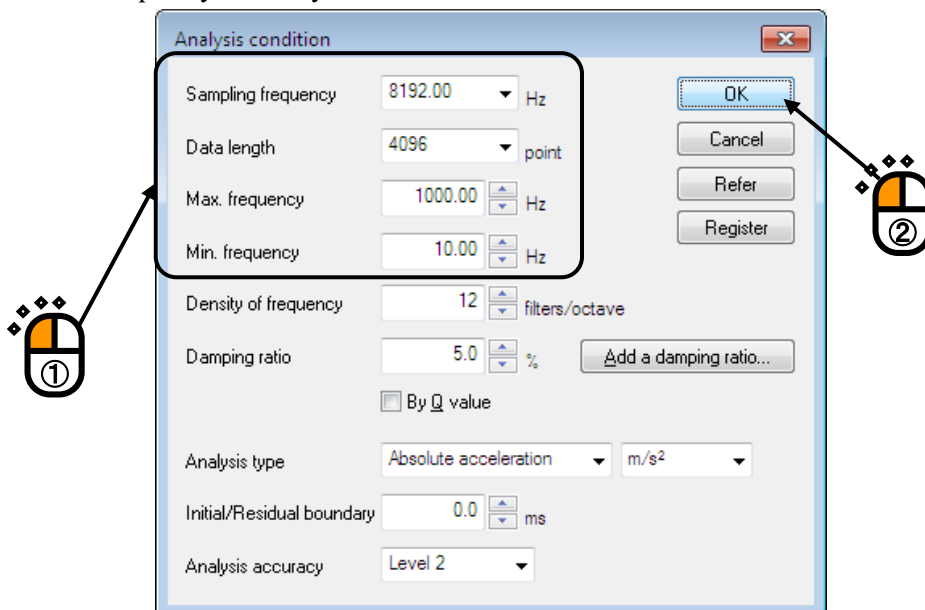 Analysis condition
Sampling frequency 8192.00 Hz OK
Data length 4096 point Cancel
Max. frequency 1000.00 Hz Refer
Min. frequency 10.00 Hz Register
②
Density of frequency 12 filters/octave
Damping ratio 5.0 % Add a damping ratio...
①
By Q value
Analysis type Absolute acceleration m/s²
Initial/Residual boundary 0.0 ms
Analysis accuracy Level 2